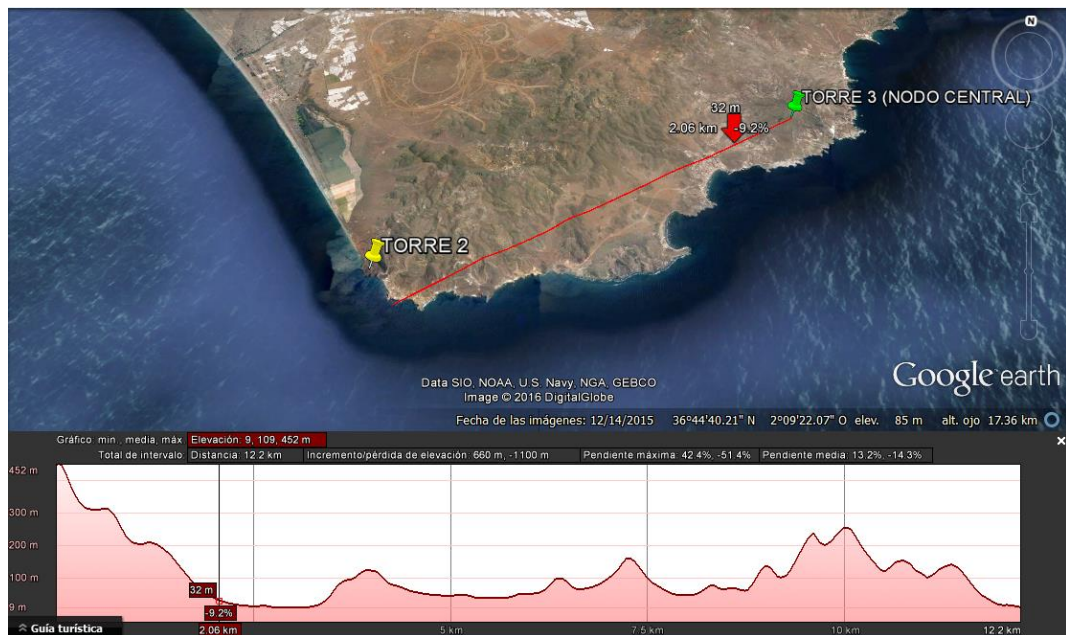 N
TORRE 3 (NODO CENTRAL)
32 m
2.06 km -9.2%
TORRE 2
Data SIO, NOAA, U.S. Navy, NGA, GEBCO
Image © 2016 DigitalGlobe
Google earth
Fecha de las imágenes: 12/14/2015 36º44'40.21" N 2º09'22.07" O elev. 85 m alt. ojo 17.36 km
Gráfico: min., media, máx Elevación: 9, 109, 452 m
Total de intervalo Distancia: 12.2 km Incremento/pérdida de elevación: 660 m, -1100 m Pendiente máxima: 42.4%, -51.4% Pendiente media: 13.2%, -14.3%
452 m
300 m
200 m
100 m
32 m
9 m
-9.2%
Guía turística
2.06 km 5 km 7.5 km 10 km 12.2 km